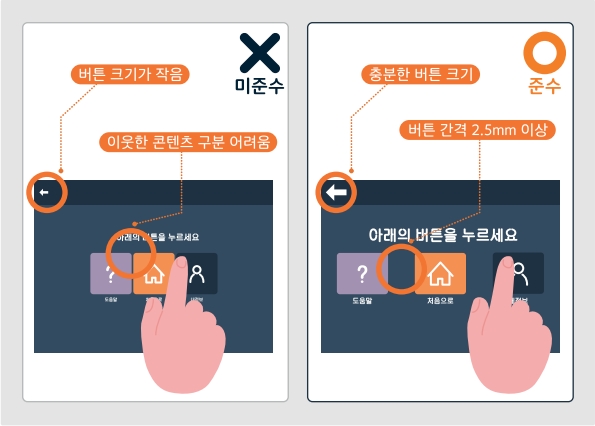 미준수
버튼 크기가 작음
이웃한 콘텐츠 구분 어려움
아래의 버튼을 누르세요
?
도움말
준수
충분한 버튼 크기
버튼 간격 2.5mm 이상
아래의 버튼을 누르세요
?
도움말
처음으로